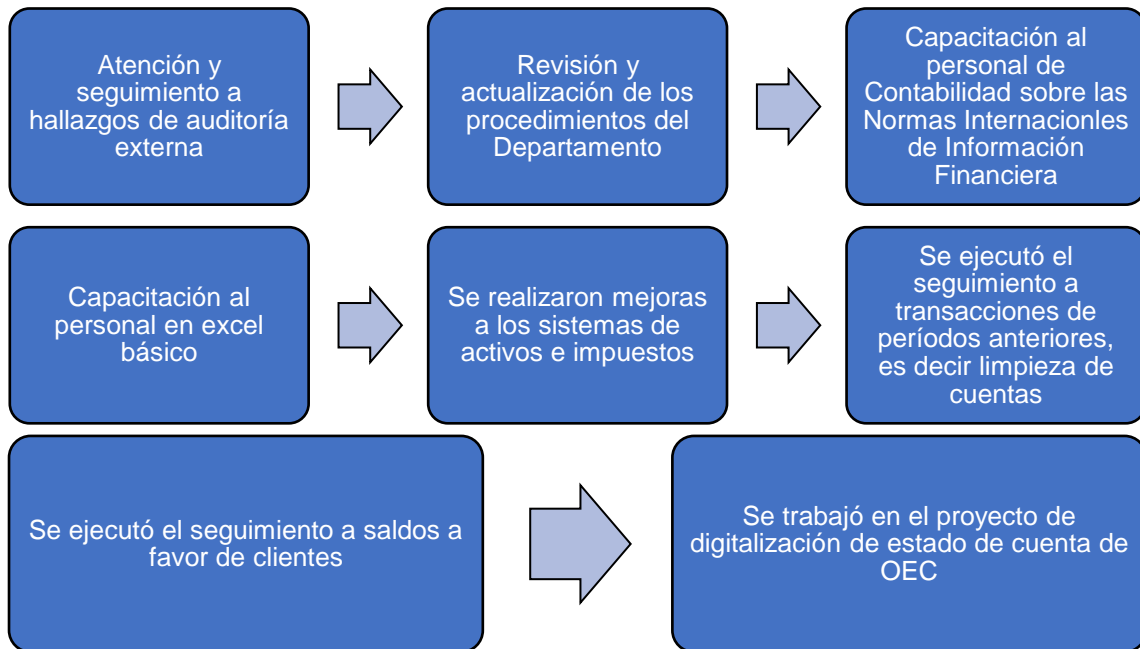 Atención y
seguimiento a
hallazgos de auditoría
externa
Revisión y
actualización de los
procedimientos del
Departamento
Capacitación al
personal de
Contabilidad sobre las
Normas Internacionles
de Información
Financiera
Capacitación al
personal en excel
básico
Se realizaron mejoras
a los sistemas de
activos e impuestos
Se ejecutó el
seguimiento a
transacciones de
períodos anteriores,
es decir limpieza de
cuentas
Se ejecutó el seguimiento a saldos a
favor de clientes
Se trabajó en el proyecto de
digitalización de estado de cuenta de
OEC